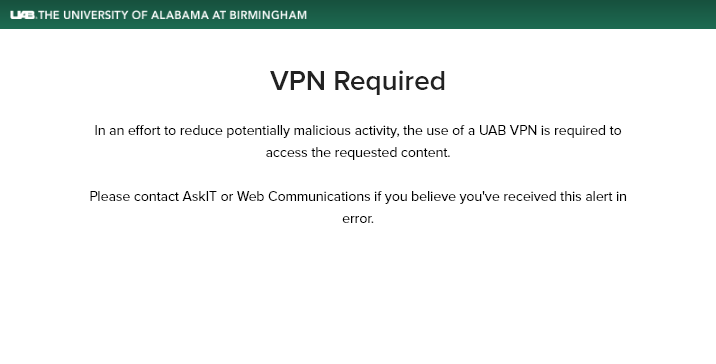 UAB THE UNIVERSITY OF ALABAMA AT BIRMINGHAM
VPN Required
In an effort to reduce potentially malicious activity, the use of a UAB VPN is required to
access the requested content.
Please contact AskIT or Web Communications if you believe you've received this alert in
error.